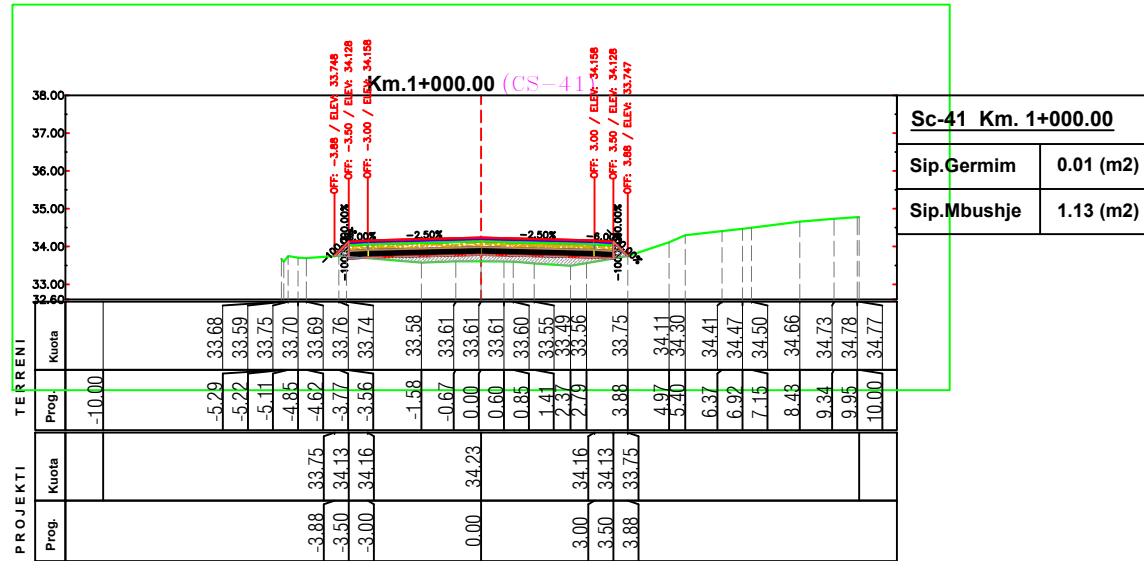 OFF: -3.88 / ELEV: 33.748
OFF: -3.50 / ELEV: 34.128
OFF: -3.00 / ELEV: 34.158
OFF: 3.00 / ELEV: 34.158
OFF: 3.50 / ELEV: 34.128
OFF: 3.88 / ELEV: 33.747
Km.1+000.00 (CS-41)
38.00
37.00
36.00
35.00
34.00
33.00
32.60
-2.50% -2.50%
Sc-41 Km. 1+000.00
Sip.Germim 0.01 (m2)
Sip.Mbushje 1.13 (m2)
TERRENI
Kuota 33.68 33.59 33.75 33.70 33.69 33.76 33.74 33.58 33.61 33.61 33.61 33.60 33.55 33.49 33.56 33.75 34.11 34.30 34.41 34.47 34.50 34.66 34.73 34.78 34.77
Prog. -10.00 -5.29 -5.22 -5.11 -4.85 -4.62 -3.77 -3.56 -1.58 -0.67 0.00 0.60 0.85 1.41 2.37 2.79 3.88 4.97 5.40 6.37 6.92 7.15 8.43 9.34 9.95 10.00
PROJEKTI
Kuota 33.75 34.13 34.16 34.23 34.16 34.13 33.75
Prog. -3.88 -3.50 -3.00 0.00 3.00 3.50 3.88